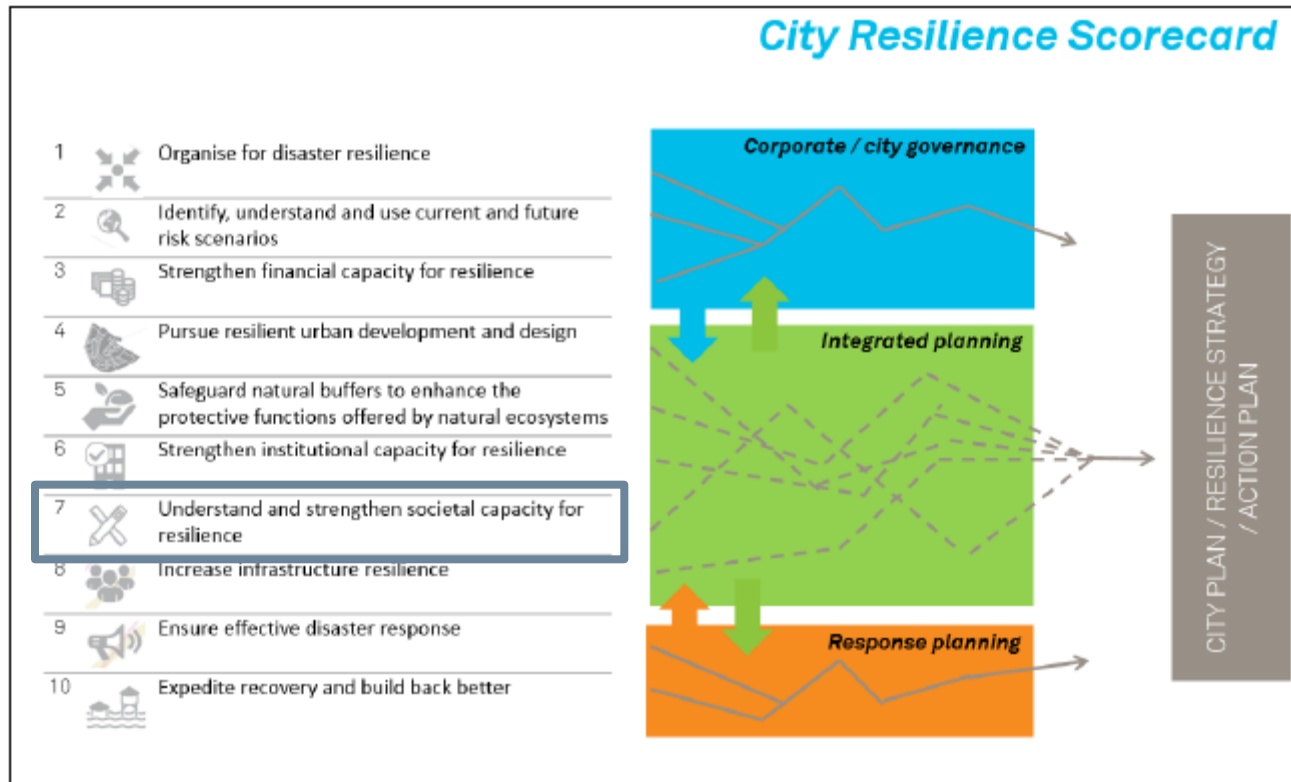 City Resilience Scorecard
1 Organise for disaster resilience
2 Identify, understand and use current and future
risk scenarios
3 Strengthen financial capacity for resilience
4 Pursue resilient urban development and design
5 Safeguard natural buffers to enhance the
protective functions offered by natural ecosystems
6 Strengthen institutional capacity for resilience
7 Understand and strengthen societal capacity for
resilience
8 Increase infrastructure resilience
9 Ensure effective disaster response
10 Expedite recovery and build back better
Corporate / city governance
Integrated planning
Response planning
CITY PLAN / RESILIENCE STRATEGY
/ ACTION PLAN